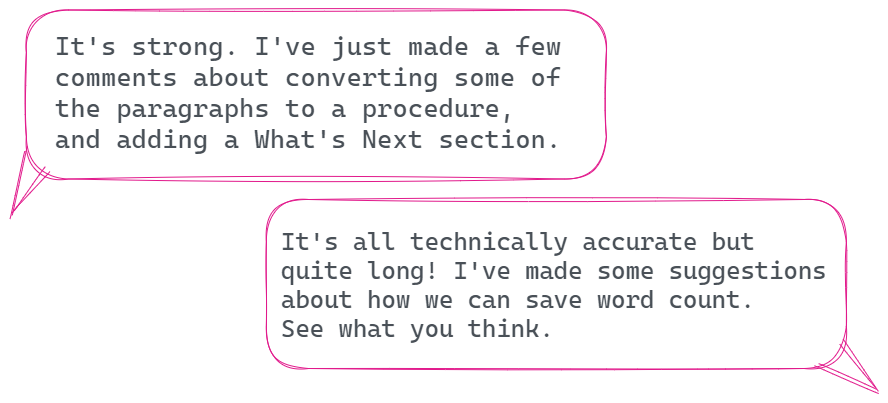 It's strong. I've just made a few
comments about converting some of
the paragraphs to a procedure,
and adding a What's Next section.
It's all technically accurate but
quite long! I've made some suggestions
about how we can save word count.
See what you think.